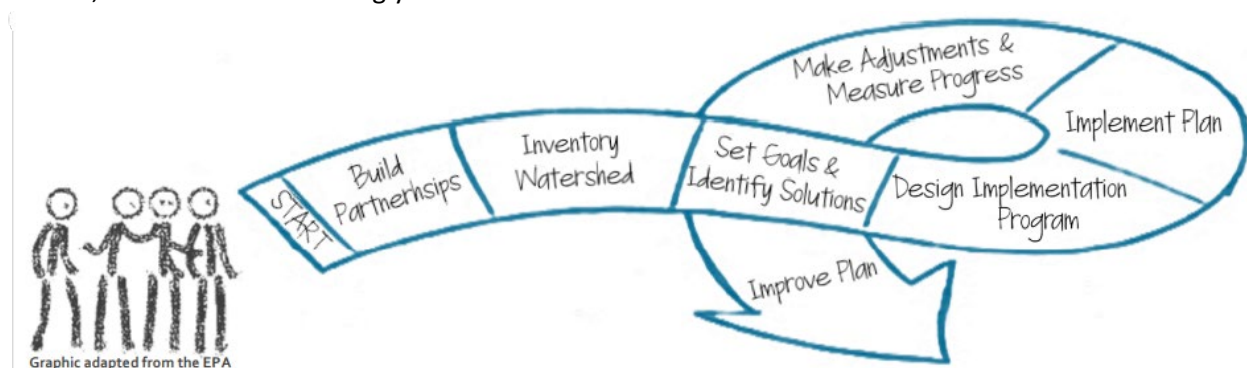 START
Build
Partnerhsips
Inventory
Watershed
Set Goals &
Identify Solutions
Design Implementation
Program
Implement Plan
Make Adjustments &
Measure Progress
Improve Plan
Graphic adapted from the EPA